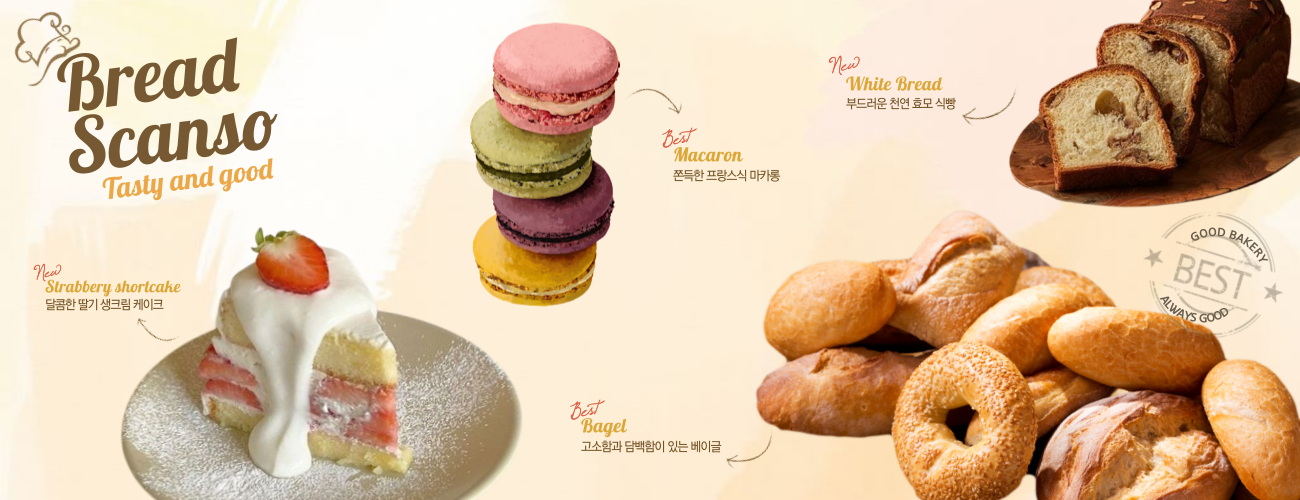 Bread
Scanso
Tasty and good
New
Strabbery shortcake
달콤한 딸기 생크림 케이크
Best
Macaron
쫀득한 프랑스식 마카롱
New
White Bread
부드러운 천연 효모 식빵
Best
Bagel
고소함과 담백함이 있는 베이글
GOOD BAKERY
BEST
ALWAYS GOOD